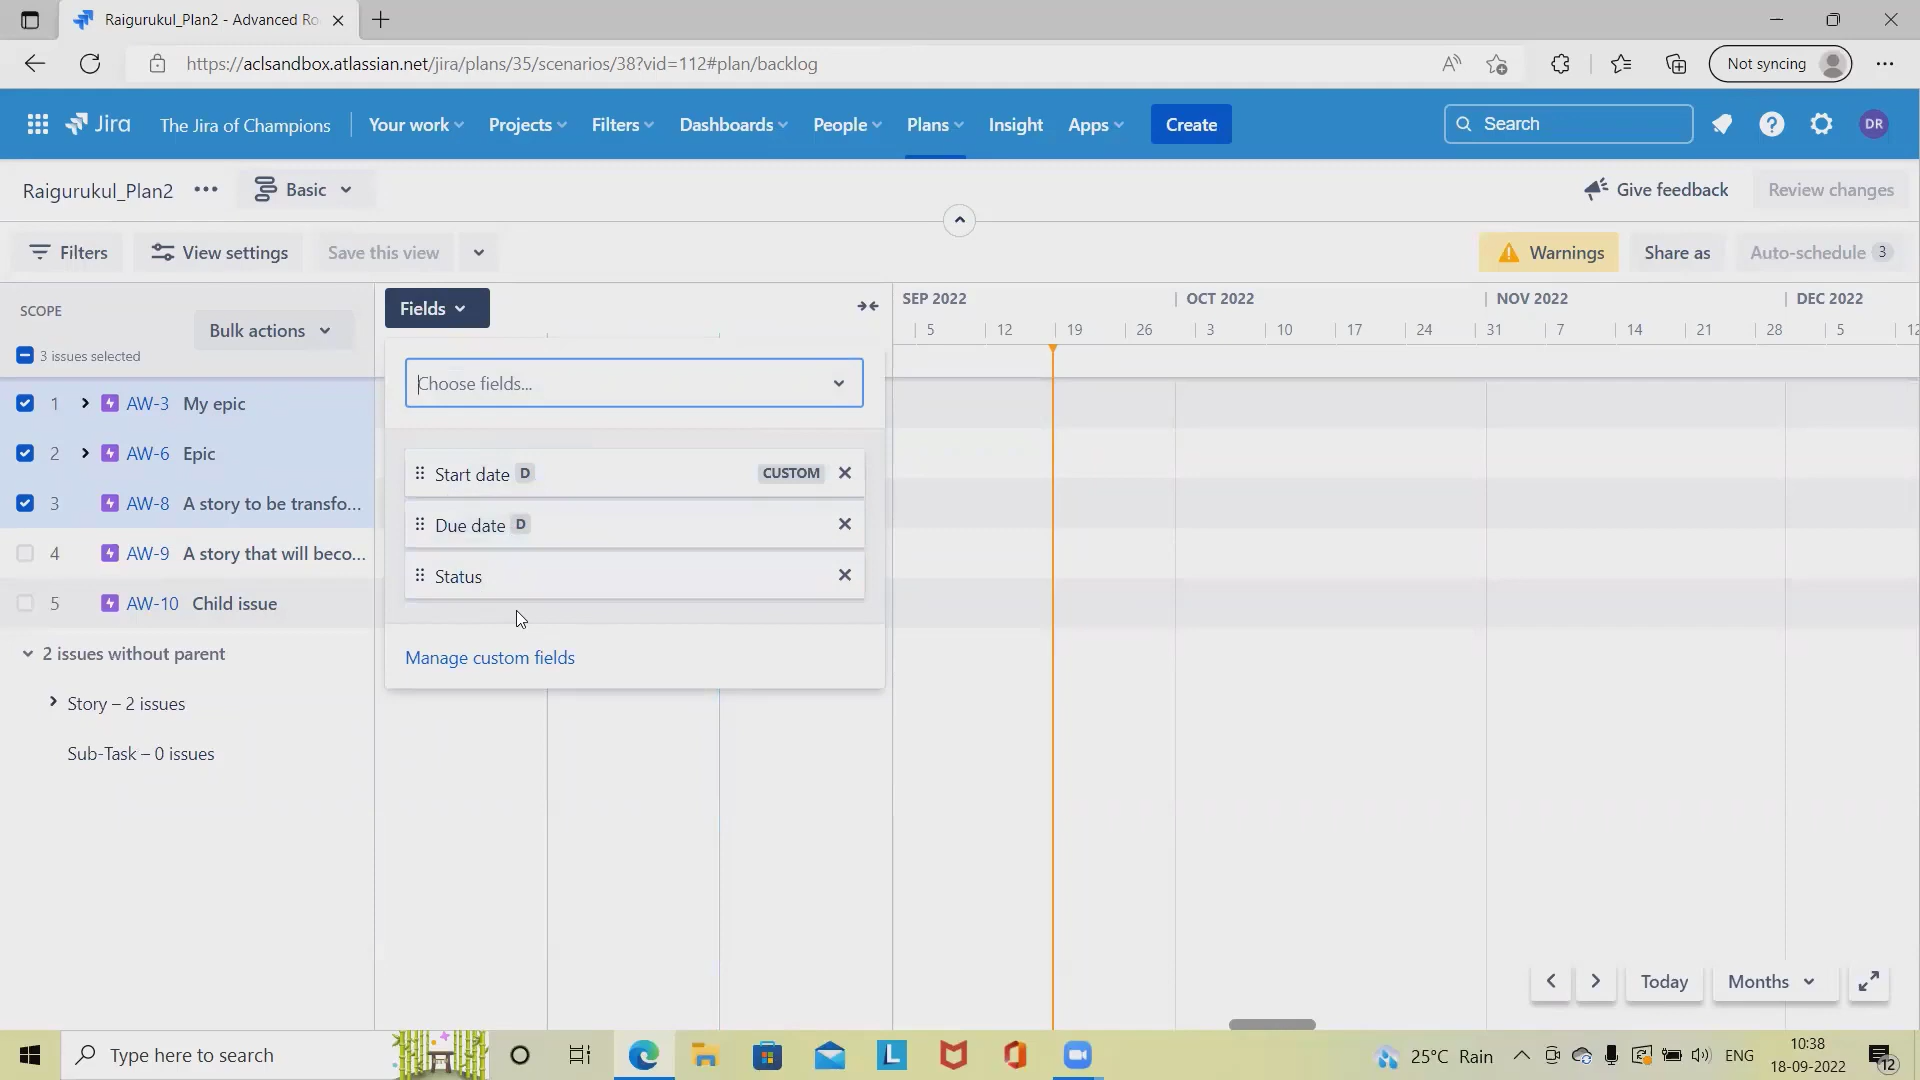 Raigurukul_Plan2 - Advanced Ro
https://aclsandbox.atlassian.net/jira/plans/35/scenarios/38?vid=112#plan/backlog
Not syncing
Jira
The Jira of Champions
Your work
Projects
Filters
Dashboards
People
Plans
Insight
Apps
Create
Search
DR
Raigurukul_Plan2
Basic
Give feedback
Review changes
Filters
View settings
Save this view
Warnings
Share as
Auto-schedule 3
SCOPE
Bulk actions
3 issues selected
Fields
SEP 2022
OCT 2022
NOV 2022
DEC 2022
5 12 19 26 3 10 17 24 31 7 14 21 28 5 12
Choose fields...
1 AW-3 My epic
2 AW-6 Epic
3 AW-8 A story to be transfo...
4 AW-9 A story that will beco...
5 AW-10 Child issue
2 issues without parent
Story – 2 issues
Sub-Task – 0 issues
Start date D CUSTOM
Due date D
Status
Manage custom fields
Today
Months
Type here to search
25°C Rain
ENG
10:38
18-09-2022
12